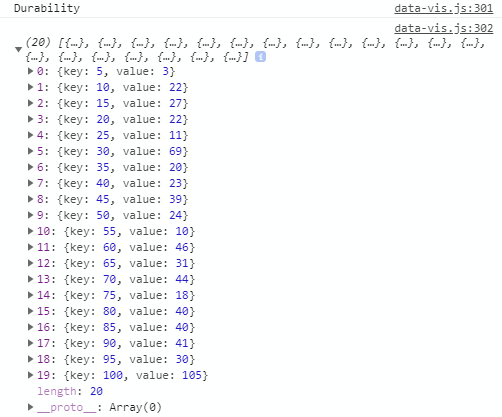 Durability data-vis.js:301
data-vis.js:302
(20) [{…}, {…}, {…}, {…}, {…}, {…}, {…}, {…}, {…}, {…}, {…}, {…}, {…},
{…}, {…}, {…}, {…}, {…}, {…}, {…}] i
0: {key: 5, value: 3}
1: {key: 10, value: 22}
2: {key: 15, value: 27}
3: {key: 20, value: 22}
4: {key: 25, value: 11}
5: {key: 30, value: 69}
6: {key: 35, value: 20}
7: {key: 40, value: 23}
8: {key: 45, value: 39}
9: {key: 50, value: 24}
10: {key: 55, value: 10}
11: {key: 60, value: 46}
12: {key: 65, value: 31}
13: {key: 70, value: 44}
14: {key: 75, value: 18}
15: {key: 80, value: 40}
16: {key: 85, value: 40}
17: {key: 90, value: 41}
18: {key: 95, value: 30}
19: {key: 100, value: 105}
length: 20
__proto__: Array(0)